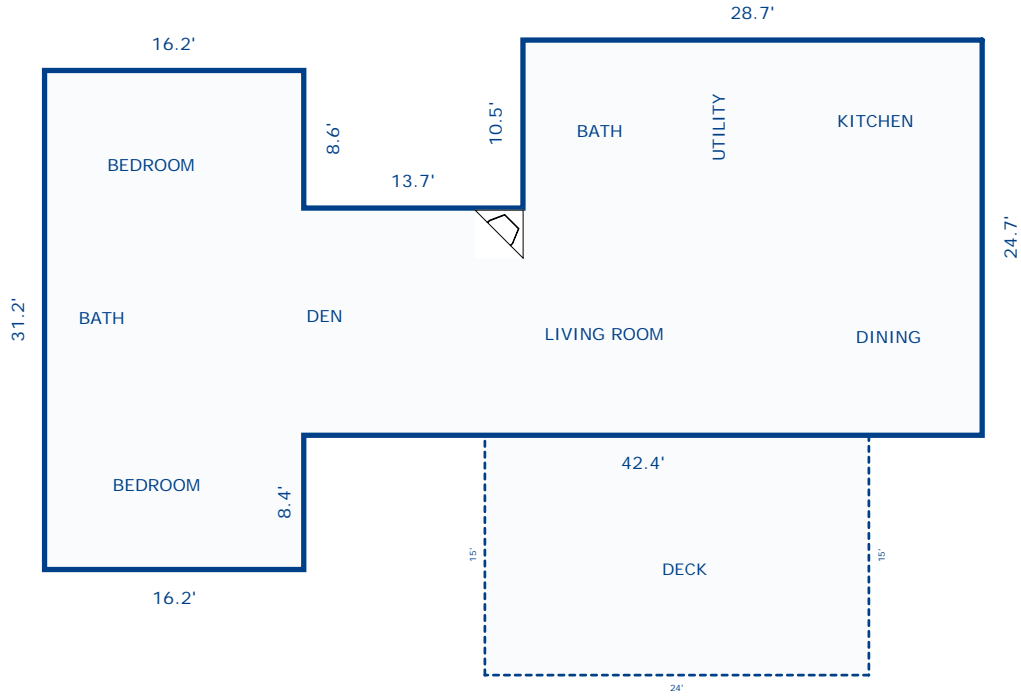 28.7'
16.2'
8.6'
10.5'
BATH
UTILITY
KITCHEN
BEDROOM
13.7'
24.7'
31.2'
BATH
DEN
LIVING ROOM
DINING
42.4'
BEDROOM
8.4'
15'
15'
DECK
16.2'
24'